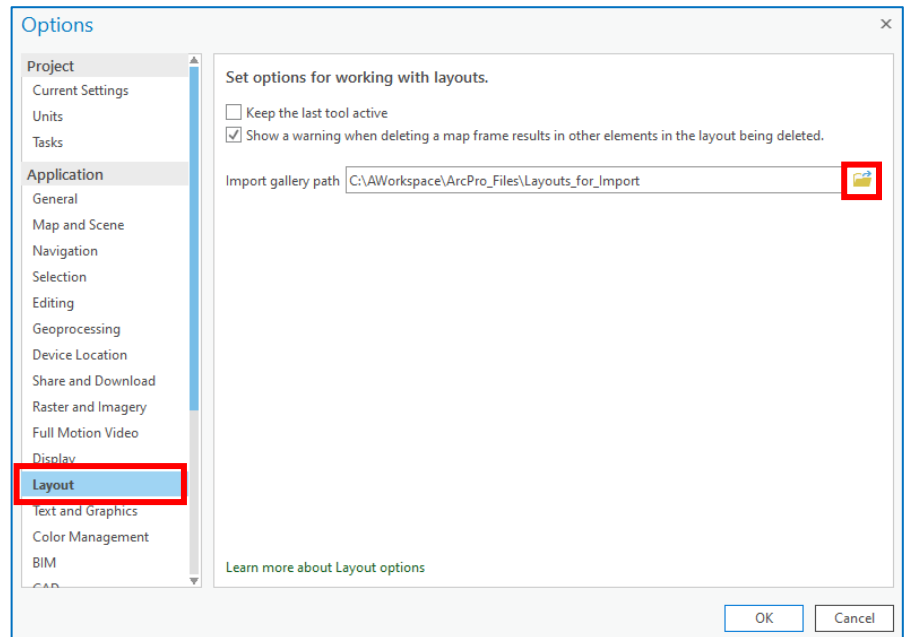 Options
Project
Current Settings
Units
Tasks
Application
General
Map and Scene
Navigation
Selection
Editing
Geoprocessing
Device Location
Share and Download
Raster and Imagery
Full Motion Video
Display
Layout
Text and Graphics
Color Management
BIM
CAD
Set options for working with layouts.
Keep the last tool active
Show a warning when deleting a map frame results in other elements in the layout being deleted.
Import gallery path C:\AWorkspace\ArcPro_Files\Layouts_for_Import
Learn more about Layout options
OK Cancel